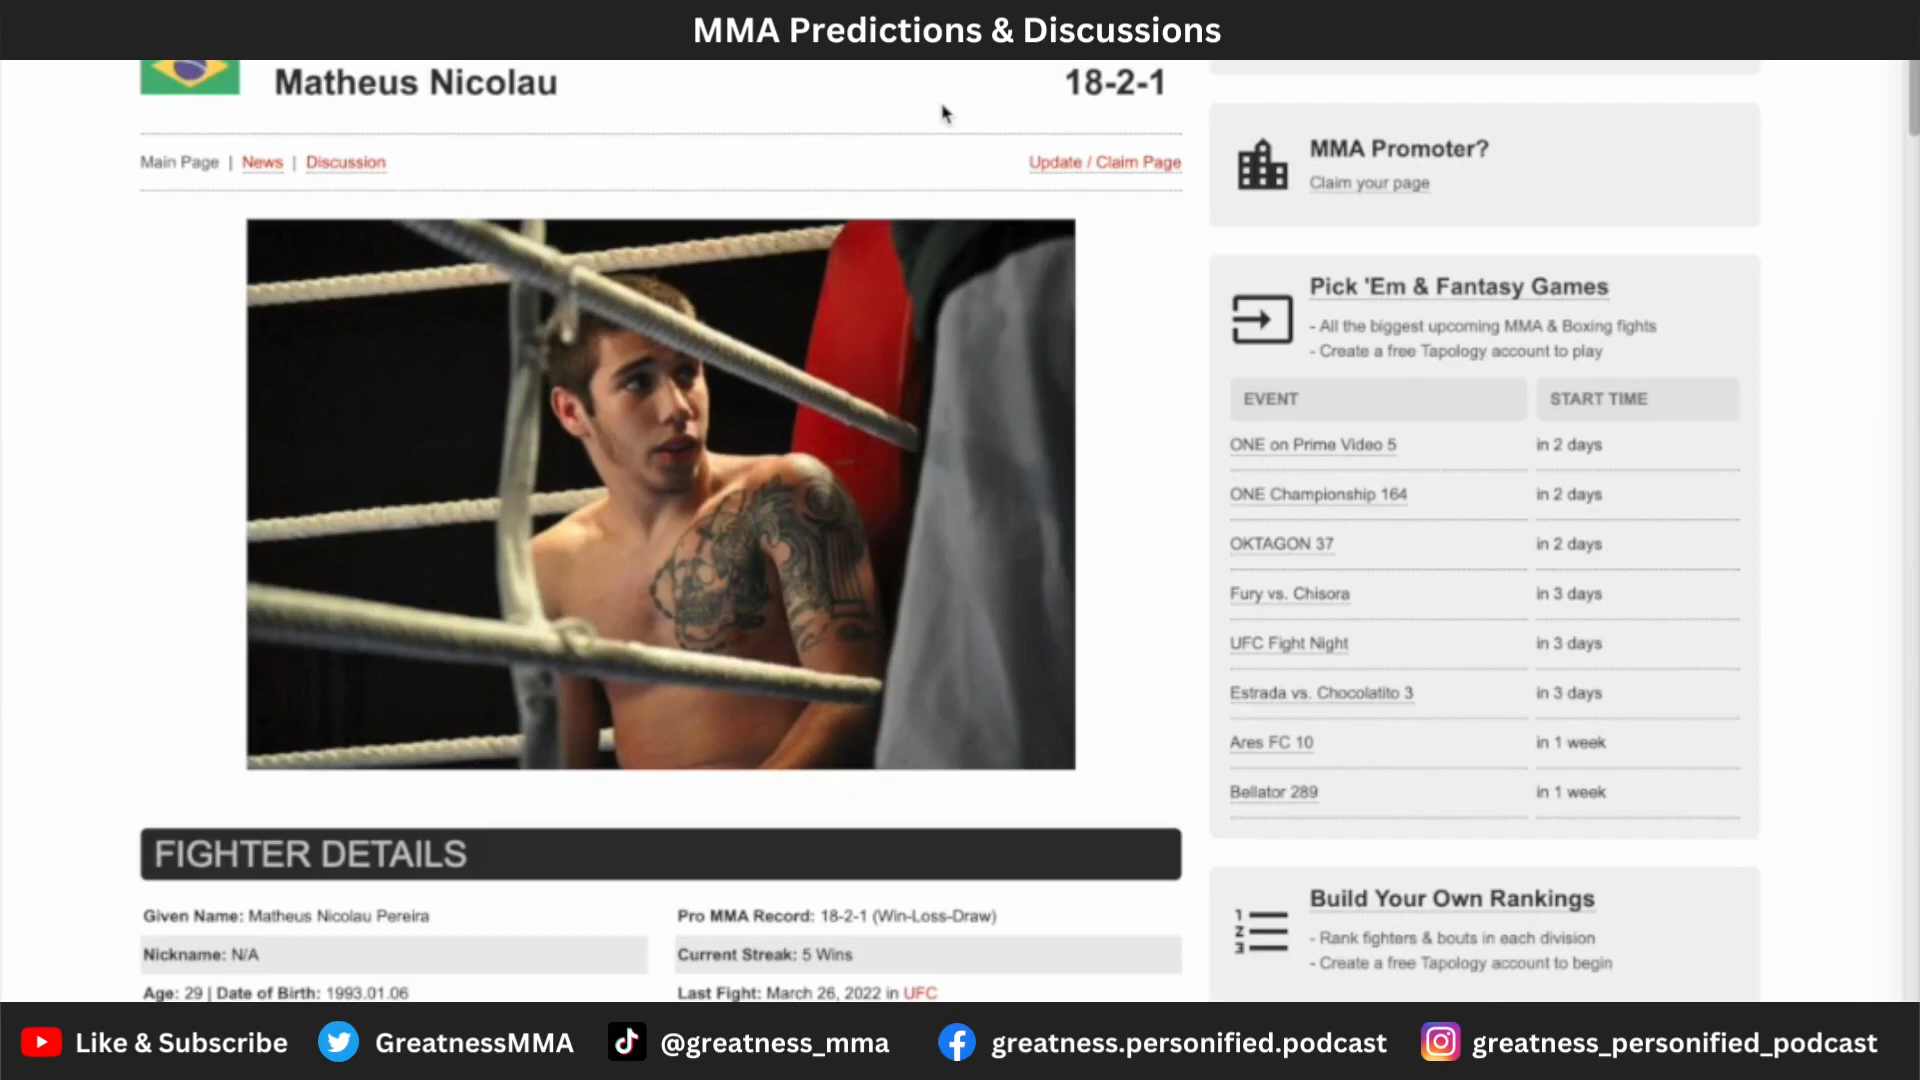 MMA Predictions & Discussions
Matheus Nicolau
18-2-1
Main Page | News | Discussion
Update / Claim Page
MMA Promoter?
Claim your page
Pick 'Em & Fantasy Games
- All the biggest upcoming MMA & Boxing fights
- Create a free Tapology account to play
EVENT START TIME
ONE on Prime Video 5 in 2 days
ONE Championship 164 in 2 days
OKTAGON 37 in 2 days
Fury vs. Chisora in 3 days
UFC Fight Night in 3 days
Estrada vs. Chocolatito 3 in 3 days
Ares FC 10 in 1 week
Bellator 289 in 1 week
FIGHTER DETAILS
Given Name: Matheus Nicolau Pereira
Pro MMA Record: 18-2-1 (Win-Loss-Draw)
Nickname: N/A
Current Streak: 5 Wins
Age: 29 | Date of Birth: 1993.01.06
Last Fight: March 26, 2022 in UFC
1
2
3
Build Your Own Rankings
- Rank fighters & bouts in each division
- Create a free Tapology account to begin
Like & Subscribe GreatnessMMA @greatness_mma greatness.personified.podcast greatness_personified_podcast